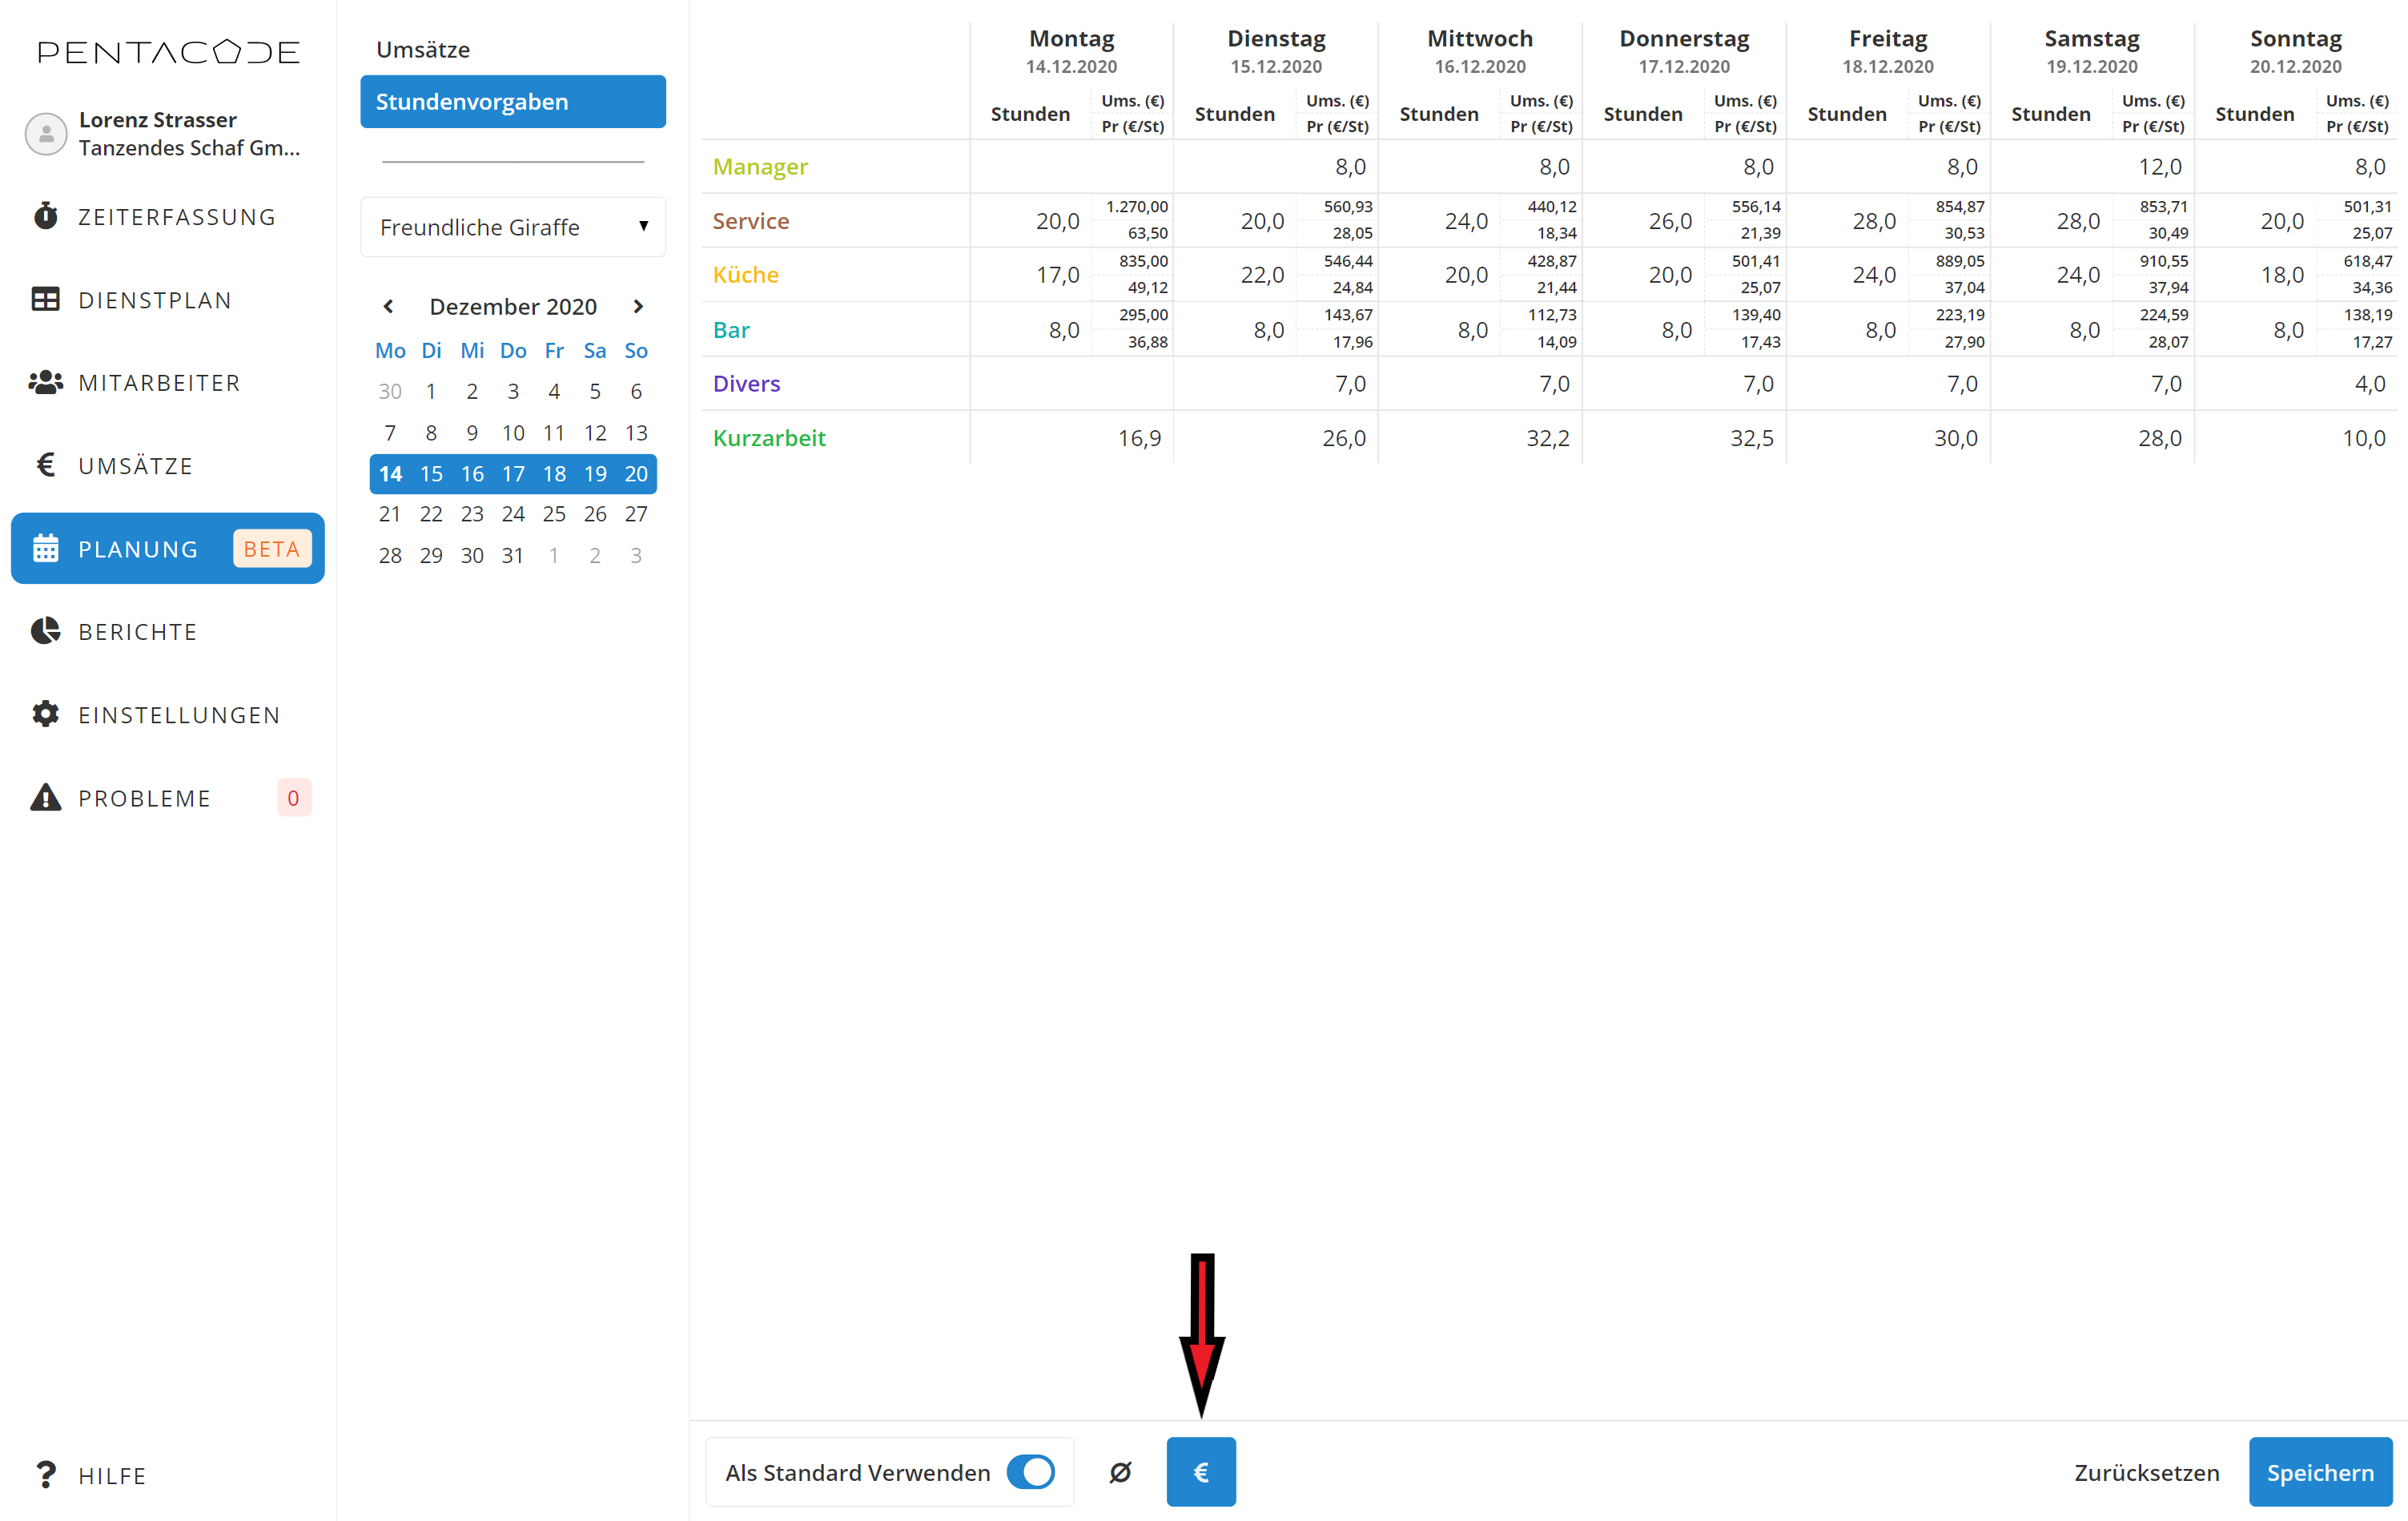 PENTACODE
Lorenz Strasser
Tanzendes Schaf Gm...
ZEITERFASSUNG
DIENSTPLAN
MITARBEITER
€ UMSÄTZE
PLANUNG BETA
BERICHTE
EINSTELLUNGEN
PROBLEME 0
? HILFE
Umsätze
Stundenvorgaben
Freundliche Giraffe
Dezember 2020
Mo Di Mi Do Fr Sa So
30 1 2 3 4 5 6
7 8 9 10 11 12 13
14 15 16 17 18 19 20
21 22 23 24 25 26 27
28 29 30 31 1 2 3
Montag Dienstag Mittwoch Donnerstag Freitag Samstag Sonntag
14.12.2020 15.12.2020 16.12.2020 17.12.2020 18.12.2020 19.12.2020 20.12.2020
Stunden Ums. (€) Stunden Ums. (€) Stunden Ums. (€) Stunden Ums. (€) Stunden Ums. (€) Stunden Ums. (€) Stunden Ums. (€)
Pr (€/St) Pr (€/St) Pr (€/St) Pr (€/St) Pr (€/St) Pr (€/St) Pr (€/St)
Manager 8,0 8,0 8,0 8,0 12,0 8,0
Service 20,0 1.270,00 20,0 560,93 24,0 440,12 26,0 556,14 28,0 854,87 28,0 853,71 20,0 501,31
63,50 28,05 18,34 21,39 30,53 30,49 25,07
Küche 17,0 835,00 22,0 546,44 20,0 428,87 20,0 501,41 24,0 889,05 24,0 910,55 18,0 618,47
49,12 24,84 21,44 25,07 37,04 37,94 34,36
Bar 8,0 295,00 8,0 143,67 8,0 112,73 8,0 139,40 8,0 223,19 8,0 224,59 8,0 138,19
36,88 17,96 14,09 17,43 27,90 28,07 17,27
Divers 7,0 7,0 7,0 7,0 7,0 4,0
Kurzarbeit 16,9 26,0 32,2 32,5 30,0 28,0 10,0
Als Standard Verwenden Ø € Zurücksetzen Speichern